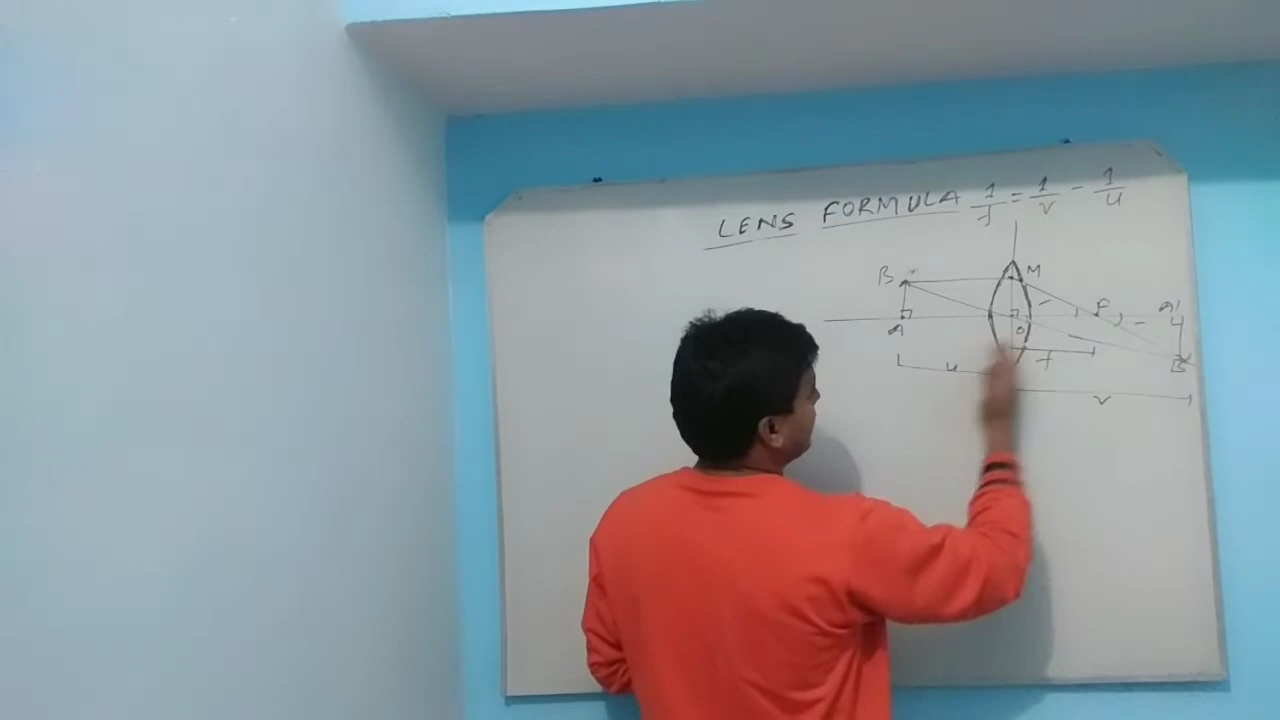 LENS FORMULA 1/f = 1/v - 1/u
B M
F A'
A O
B'
u f
v